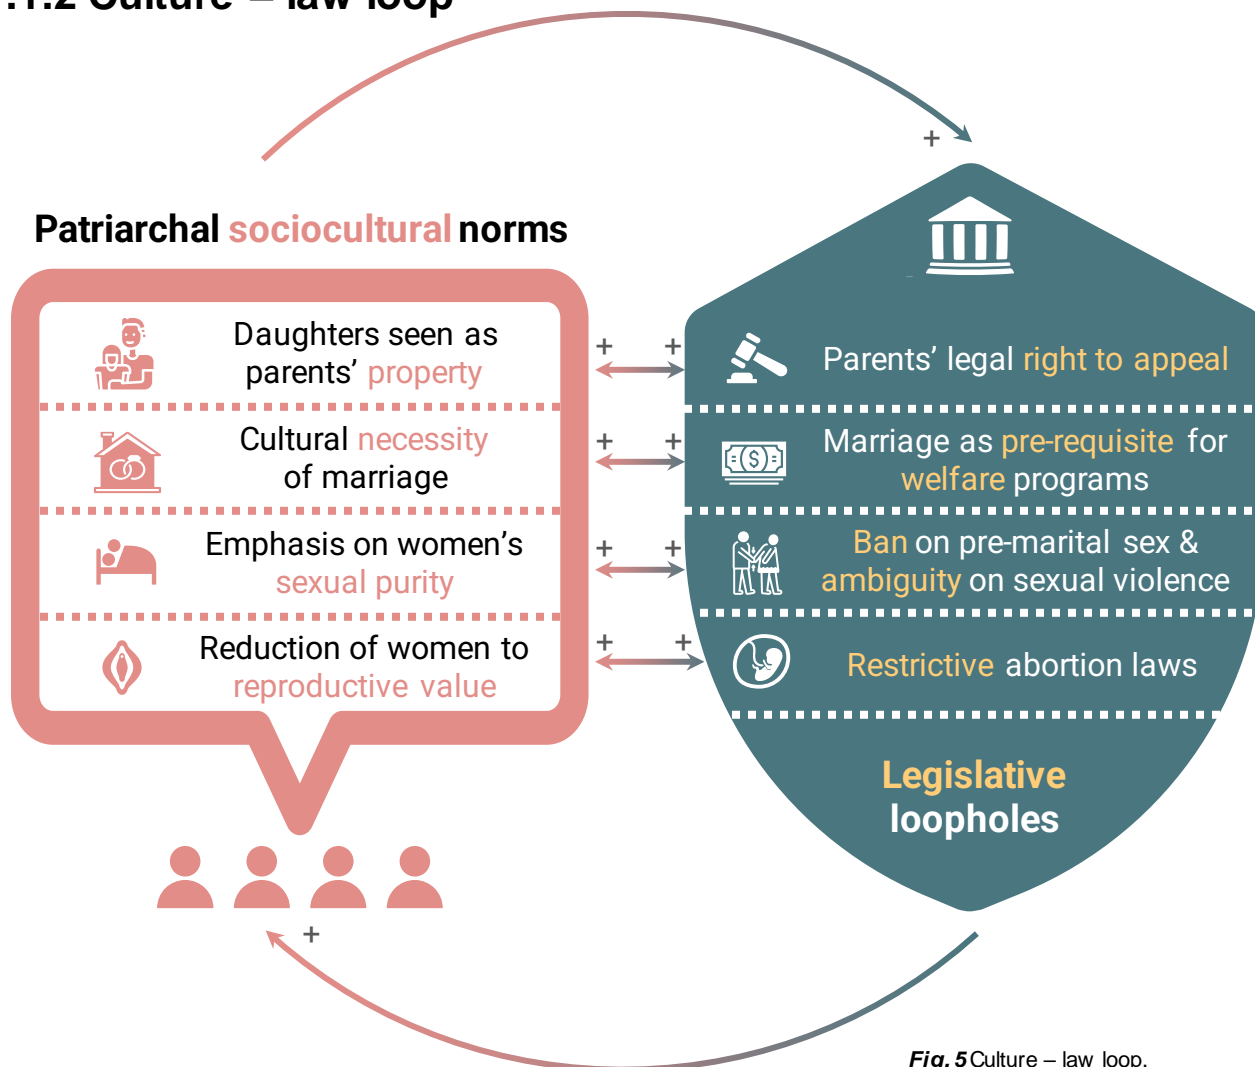 .1.2 Culture – law loop
+
Patriarchal sociocultural norms
Daughters seen as
parents’ property
+ +
Parents’ legal right to appeal
Cultural necessity
of marriage
+ +
Marriage as pre-requisite for
welfare programs
Emphasis on women’s
sexual purity
+ +
Ban on pre-marital sex &
ambiguity on sexual violence
Reduction of women to
reproductive value
+ +
Restrictive abortion laws
Legislative
loopholes
+
Fig. 5 Culture – law loop.